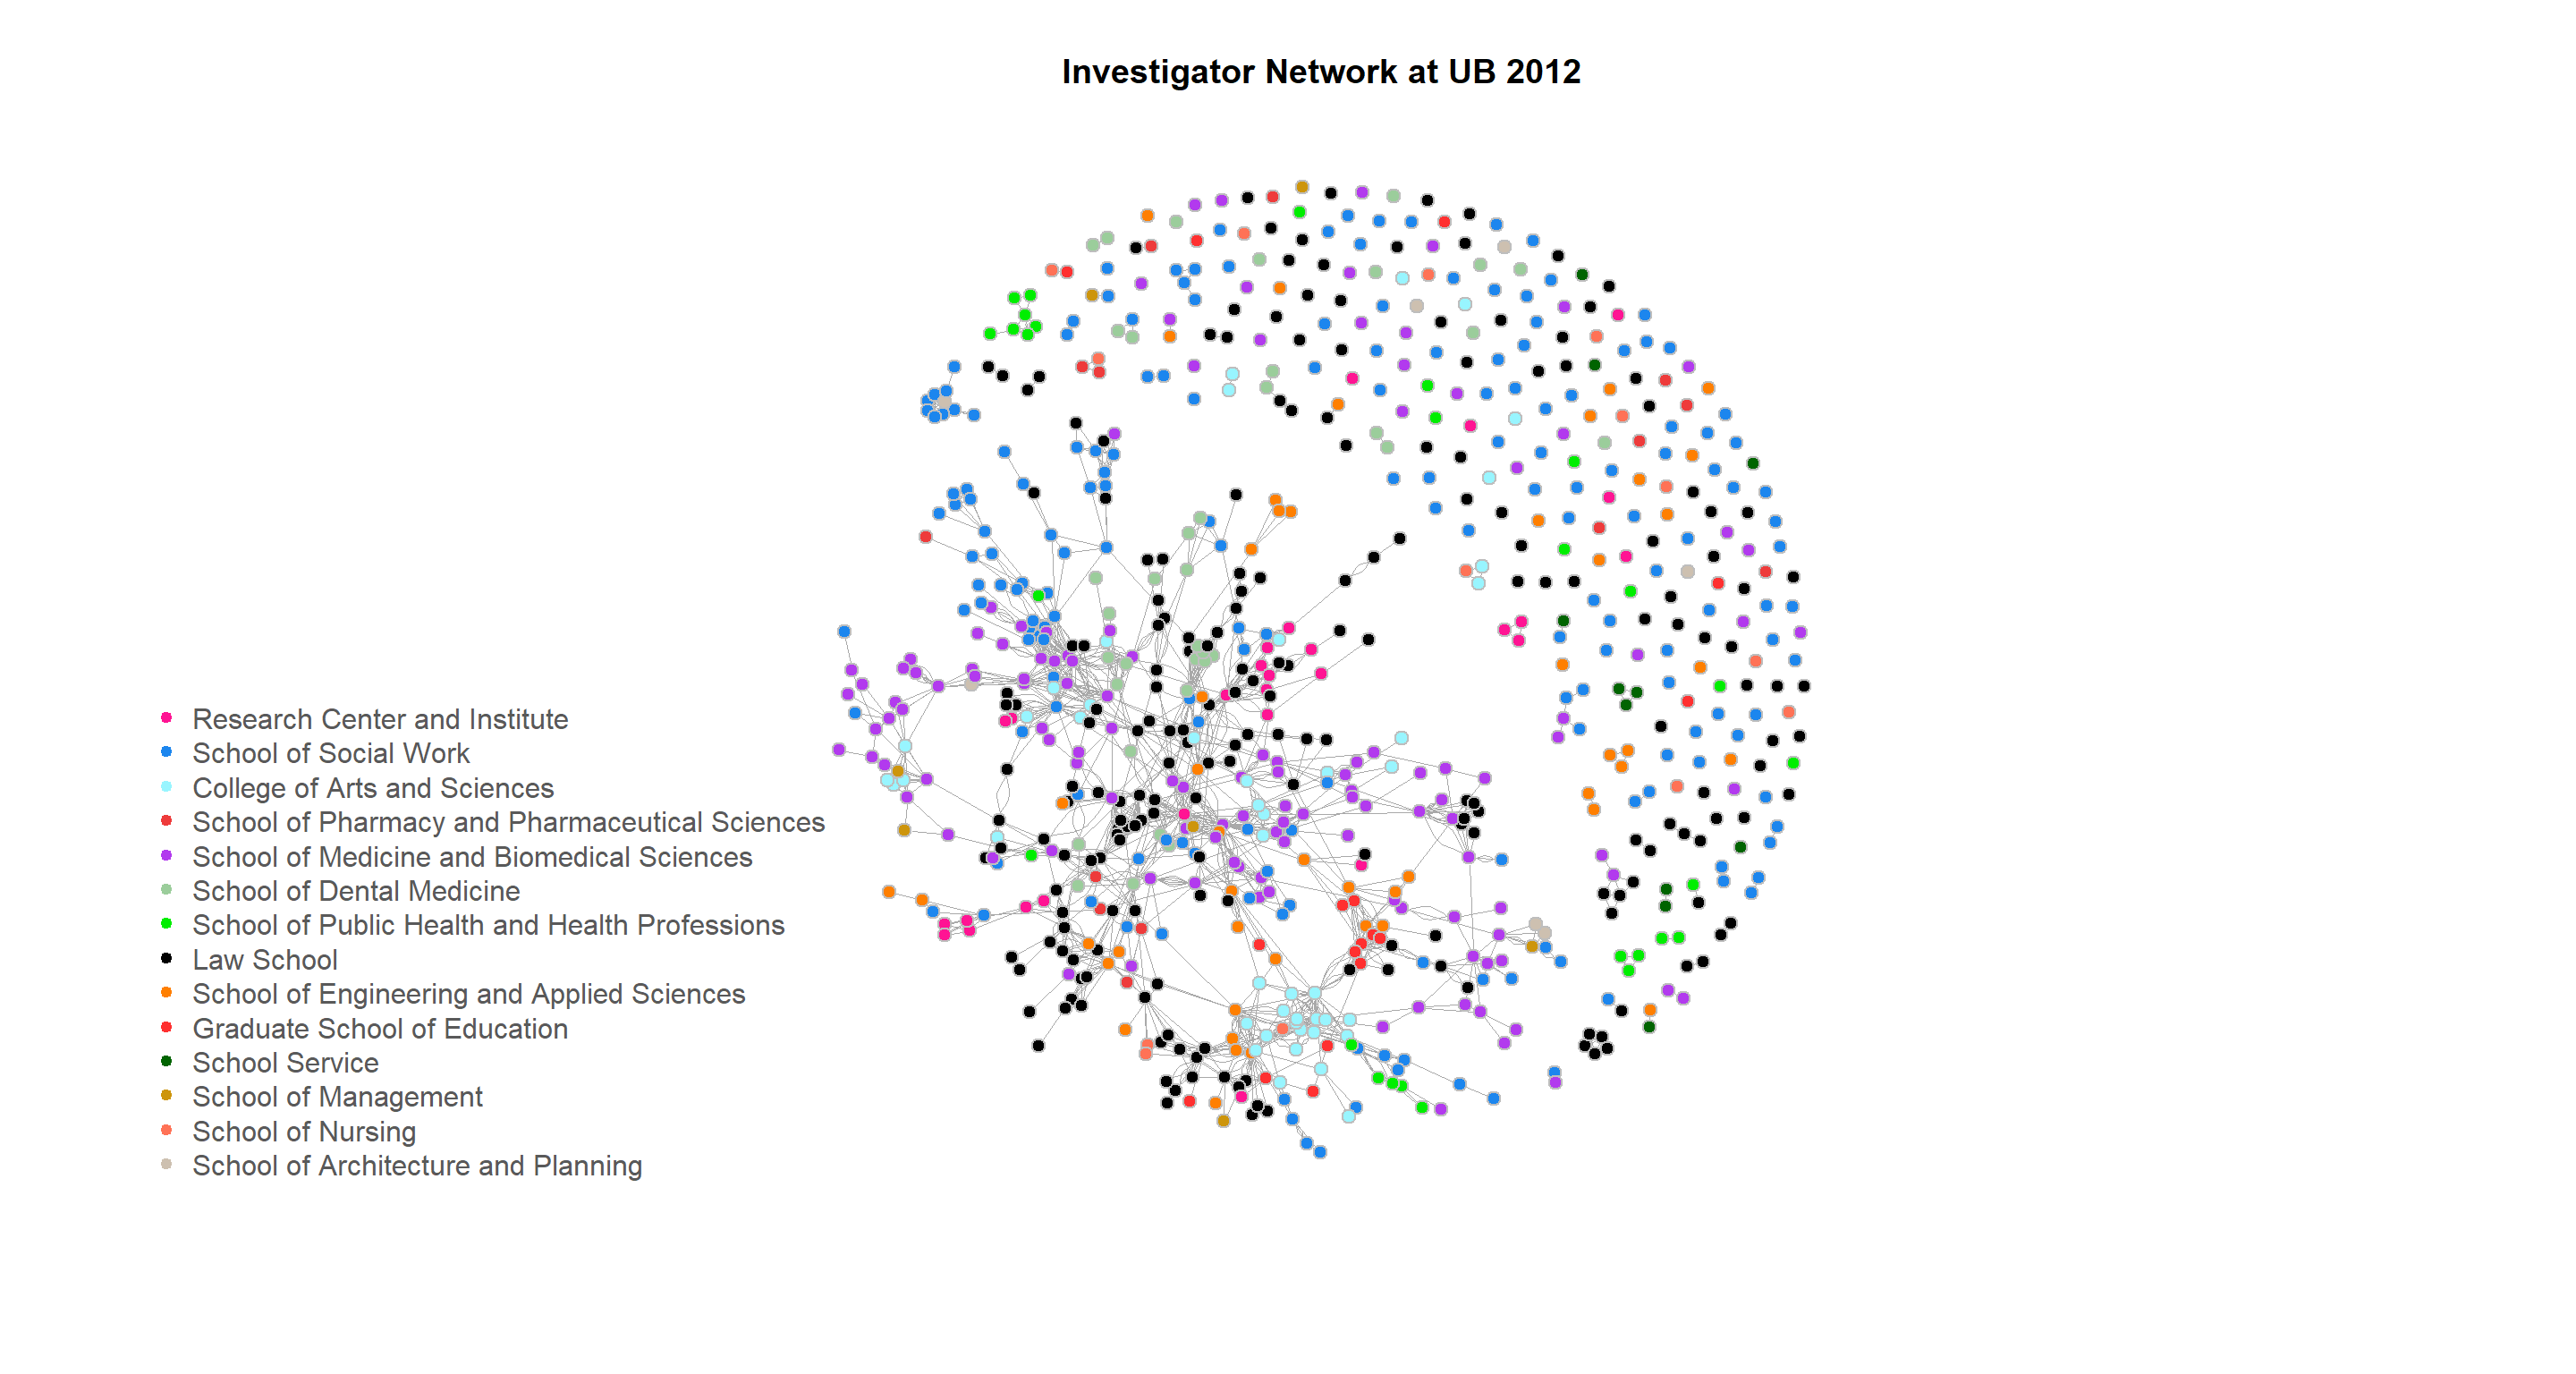 Investigator Network at UB 2012
Research Center and Institute
School of Social Work
College of Arts and Sciences
School of Pharmacy and Pharmaceutical Sciences
School of Medicine and Biomedical Sciences
School of Dental Medicine
School of Public Health and Health Professions
Law School
School of Engineering and Applied Sciences
Graduate School of Education
School Service
School of Management
School of Nursing
School of Architecture and Planning